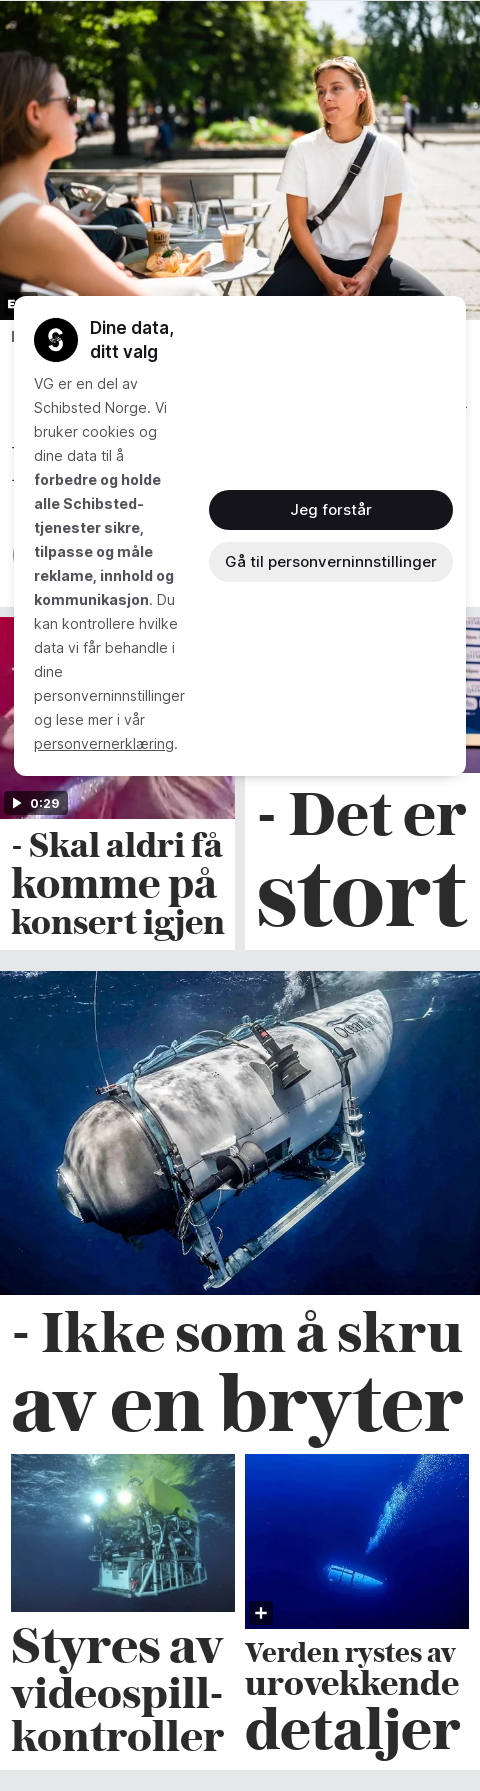 Dine data,
ditt valg
VG er en del av
Schibsted Norge. Vi
bruker cookies og
dine data til å
forbedre og holde
alle Schibsted-
tjenester sikre,
tilpasse og måle
reklame, innhold og
kommunikasjon. Du
kan kontrollere hvilke
data vi får behandle i
dine
personverninnstillinger
og lese mer i vår
personvernerklæring.
Jeg forstår
Gå til personverninnstillinger
0:29
- Skal aldri få
komme på
konsert igjen
- Det er
stort
- Ikke som å skru
av en bryter
Styres av
videospill-
kontroller
Verden rystes av
urovekkende
detaljer